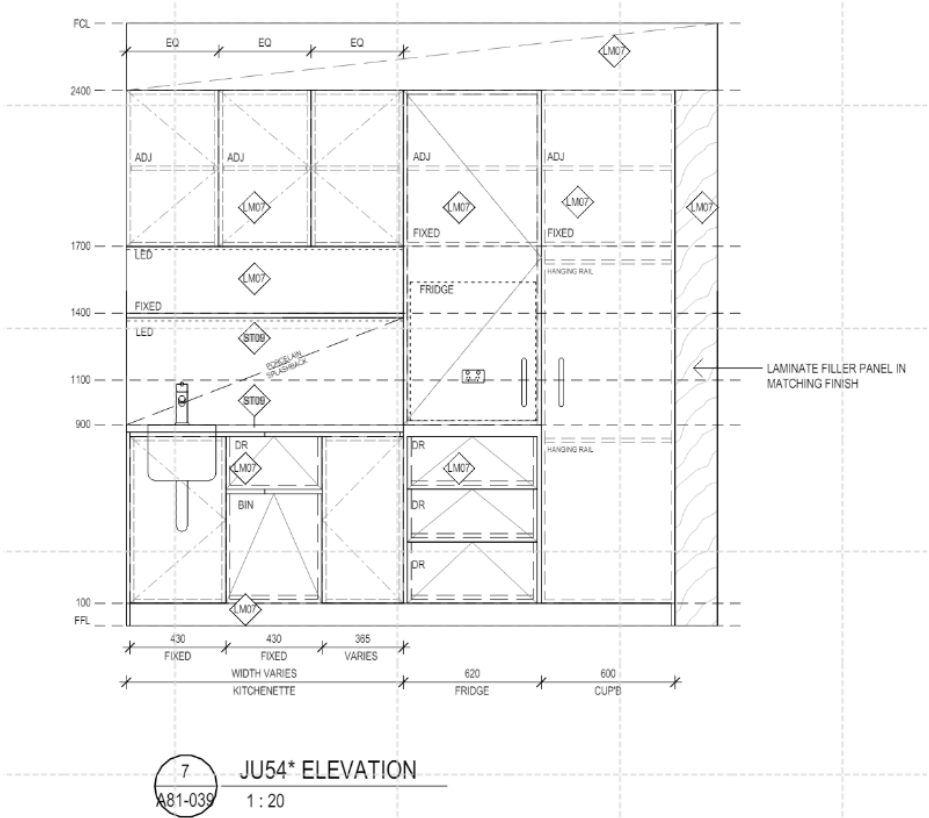 FCL
EQ EQ EQ
LM07
2400
ADJ ADJ ADJ ADJ
LM07 LM07 LM07 LM07
FIXED FIXED
1700
LED
HANGING RAIL
LM07
FRIDGE
FIXED
1400
LED
ST09
PORCELAIN
SPLASHBACK
LAMINATE FILLER PANEL IN
MATCHING FINISH
1100
ST09
900
DR DR
HANGING RAIL
LM07 LM07
BIN
DR
DR
100
LM07
FFL
430 430 365
FIXED FIXED VARIES
WIDTH VARIES 620 600
KITCHENETTE FRIDGE CUP'B
7 JU54* ELEVATION
A81-039 1 : 20